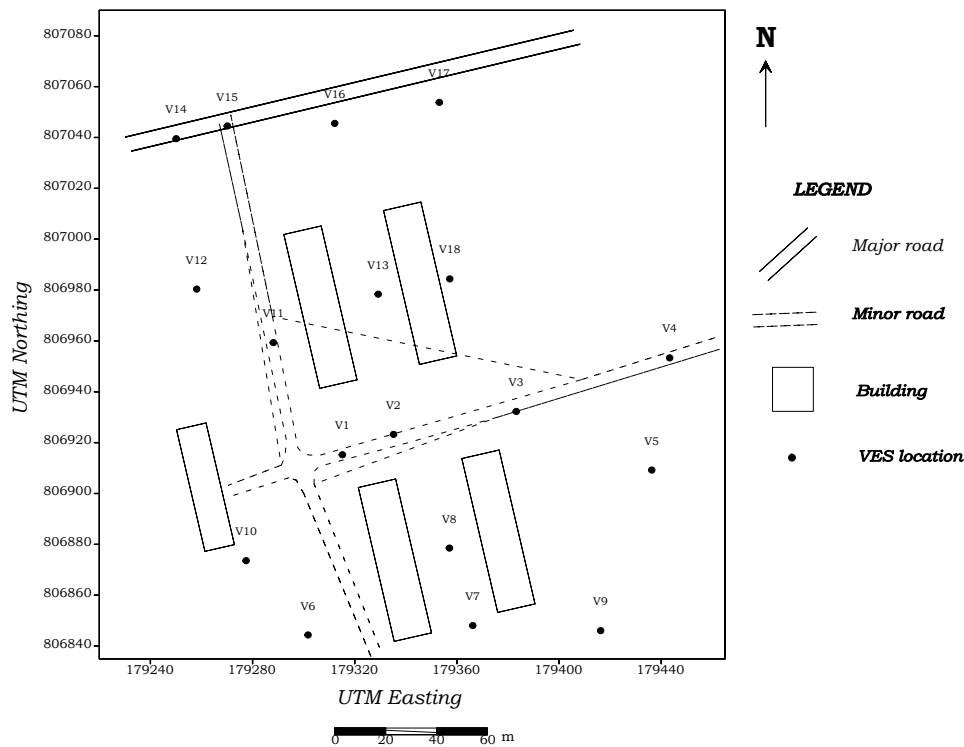 807080
807060
807040
807020
807000
806980
806960
806940
806920
806900
806880
806860
806840
UTM Northing
V17
V16
V15
V14
V18
V13
V12
V11
V4
V3
V2
V1
V5
V8
V10
V7
V9
V6
179240
179280
179320
179360
179400
179440
UTM Easting
0
20
40
60
m
N
LEGEND
Major road
Minor road
Building
VES location